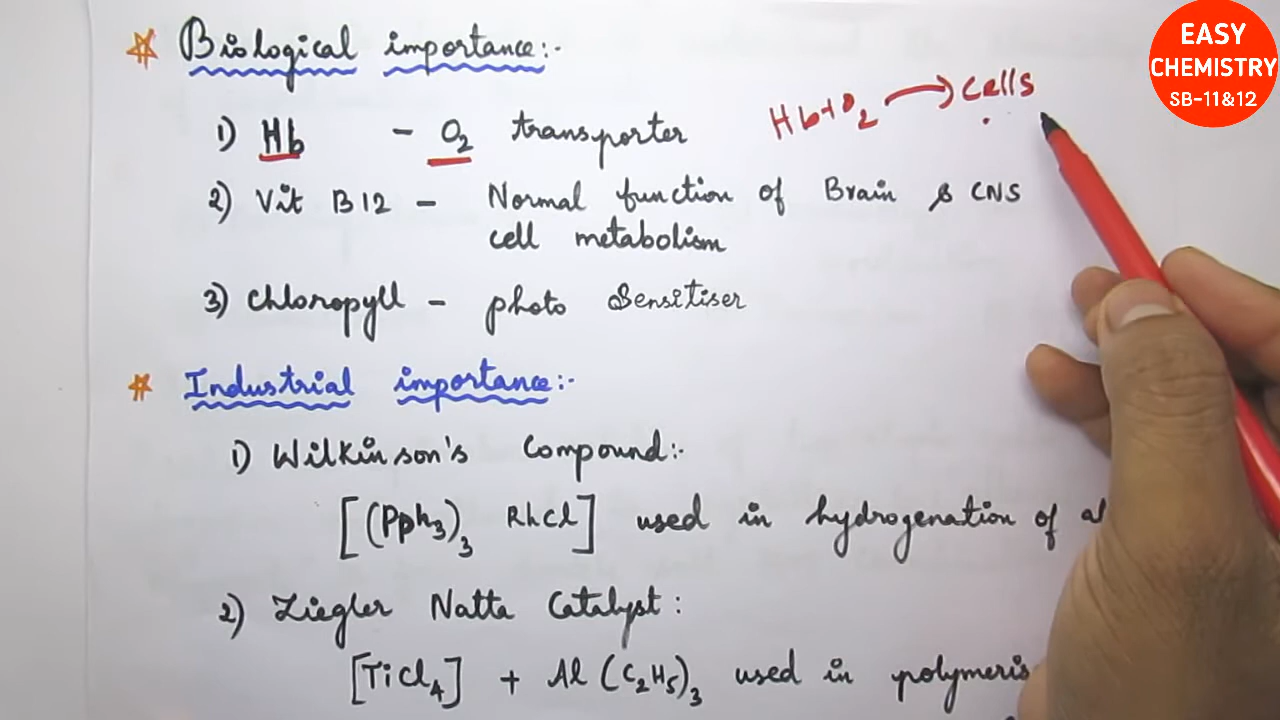 EASY
CHEMISTRY
SB-11&12
Biological importance:-
1) Hb - O2 transporter
Hb+O2 → cells
2) Vit B12 - Normal function of Brain & CNS
cell metabolism
3) Chloropyll - photo Sensitiser
Industrial importance:-
1) Wilkinson's Compound:-
[(Pph3)3 RhCl] used in hydrogenation of
2) Ziegler Natta Catalyst:
[TiCl4] + Al (C2H5)3 used in